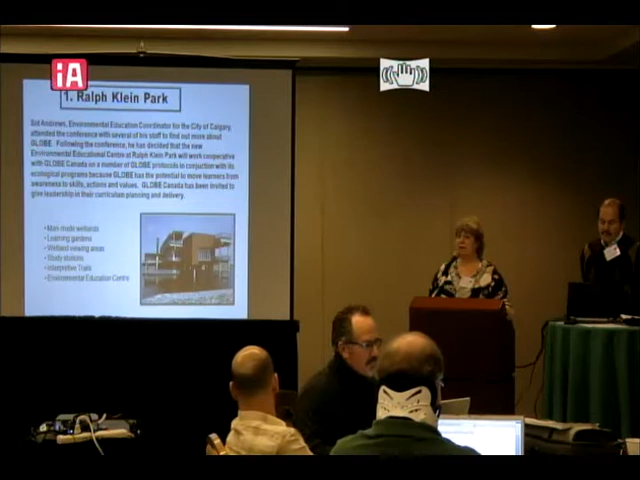 iA
1. Ralph Klein Park
Sid Andrews, Environmental Education Coordinator for the City of Calgary,
attended the conference with several of his staff to find out more about
GLOBE. Following the conference, he has decided that the new
Environmental Educational Centre at Ralph Klein Park will work cooperative
with GLOBE Canada on a number of GLOBE protocols in conjunction with its
ecological programs because GLOBE has the potential to move learners from
awareness to skills, actions and values. GLOBE Canada has been invited to
give leadership in their curriculum planning and delivery.
•Man-made wetlands
•Learning gardens
•Wetland viewing areas
•Study stations
•Interpretive Trails
•Environmental Education Centre